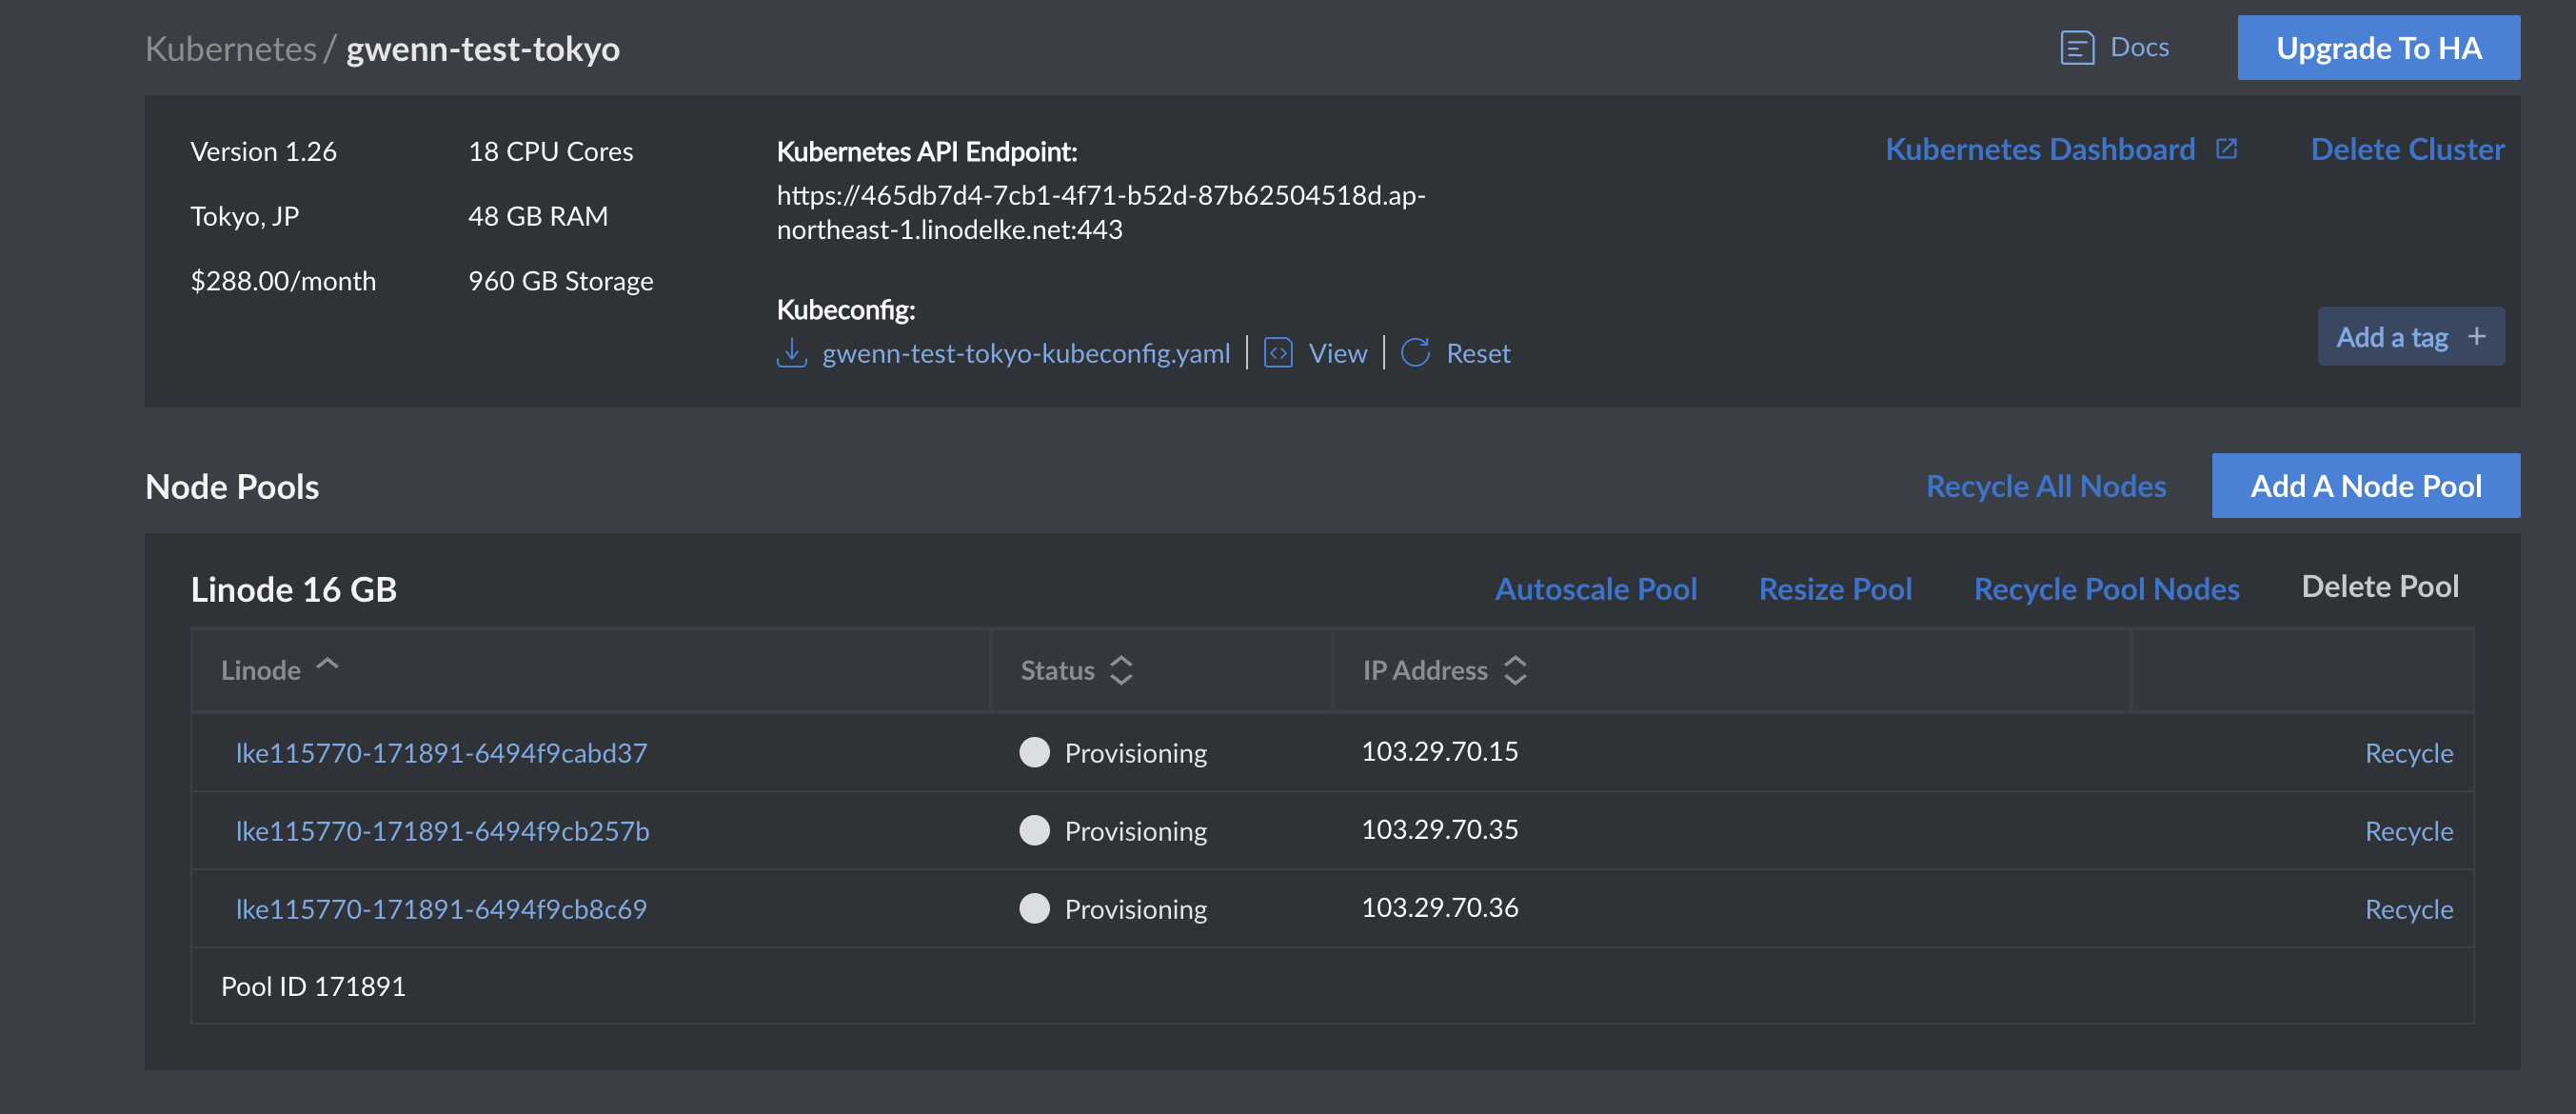 Kubernetes / gwenn-test-tokyo
Docs
Upgrade To HA
Version 1.26
18 CPU Cores
Tokyo, JP
48 GB RAM
$288.00/month
960 GB Storage
Kubernetes API Endpoint:
https://465db7d4-7cb1-4f71-b52d-87b62504518d.ap-
northeast-1.linodelke.net:443
Kubeconfig:
gwenn-test-tokyo-kubeconfig.yaml
View
Reset
Kubernetes Dashboard
Delete Cluster
Add a tag +
Node Pools
Recycle All Nodes
Add A Node Pool
Linode 16 GB
Autoscale Pool
Resize Pool
Recycle Pool Nodes
Delete Pool
Linode
Status
IP Address
lke115770-171891-6494f9cabd37
Provisioning
103.29.70.15
Recycle
lke115770-171891-6494f9cb257b
Provisioning
103.29.70.35
Recycle
lke115770-171891-6494f9cb8c69
Provisioning
103.29.70.36
Recycle
Pool ID 171891